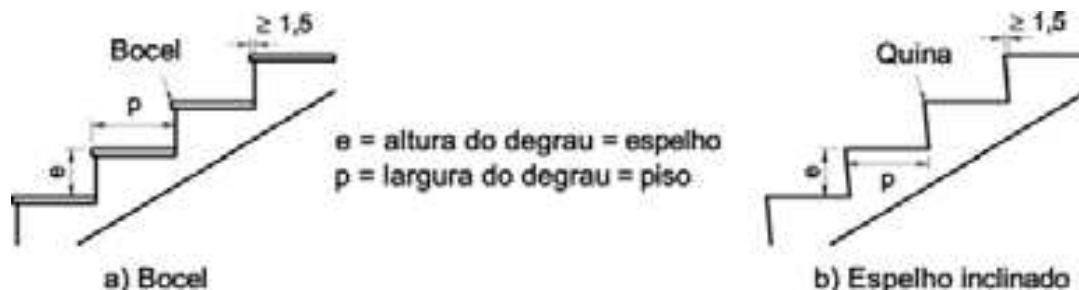 ≥ 1,5
Bocel
p
e
e = altura do degrau = espelho
p = largura do degrau = piso
a) Bocel
≥ 1,5
Quina
e
p
b) Espelho inclinado